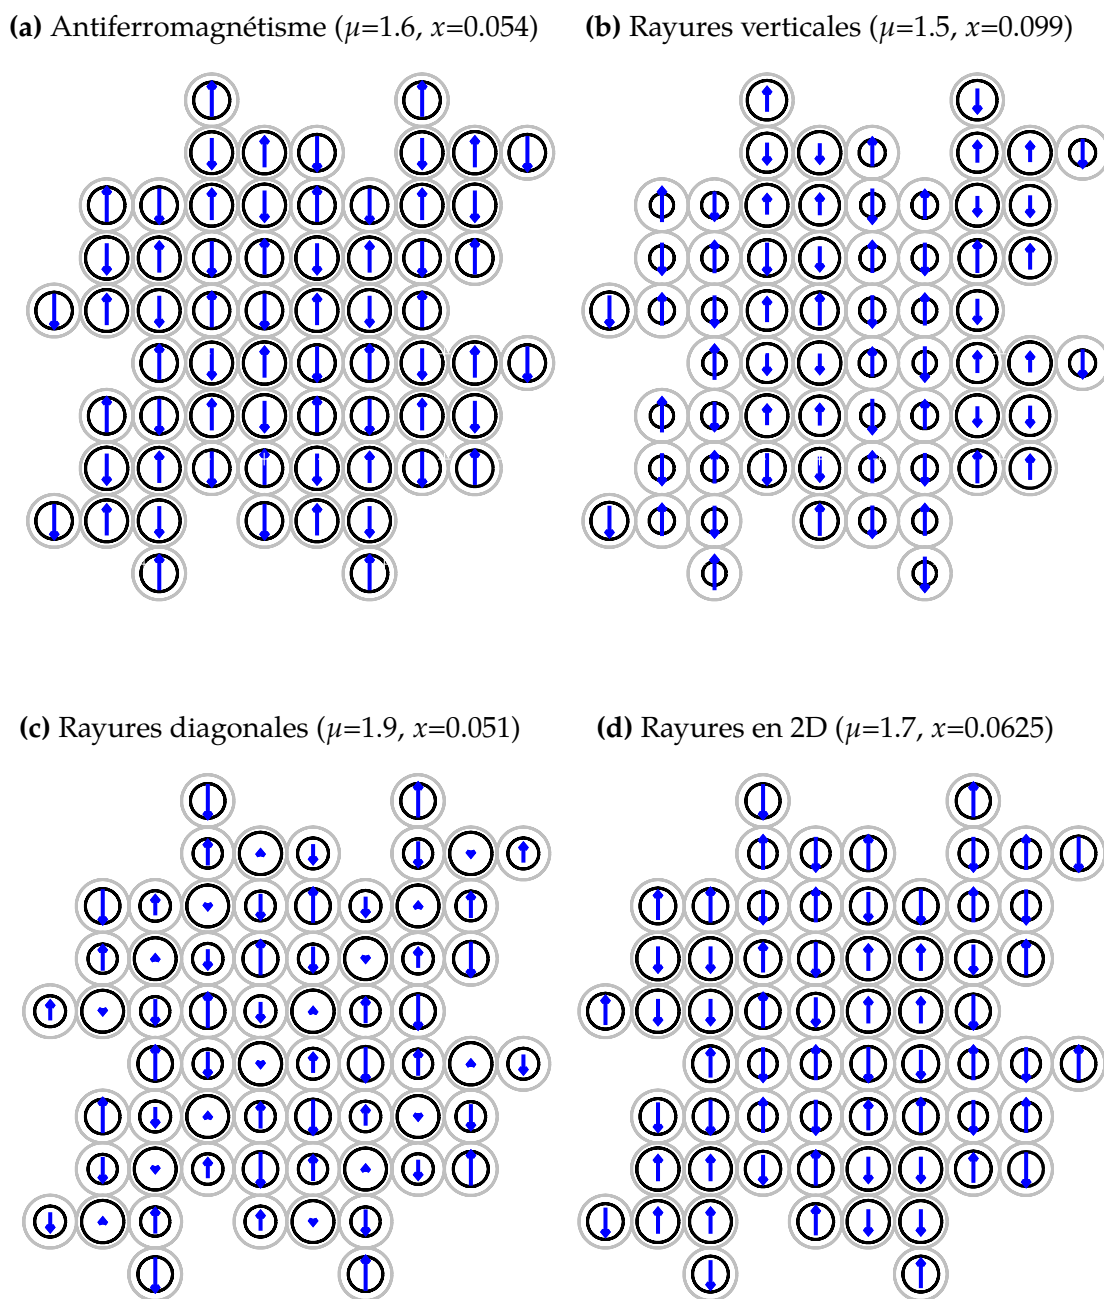 (a) Antiferromagnétisme (μ=1.6, x=0.054)
(b) Rayures verticales (μ=1.5, x=0.099)
(c) Rayures diagonales (μ=1.9, x=0.051)
(d) Rayures en 2D (μ=1.7, x=0.0625)